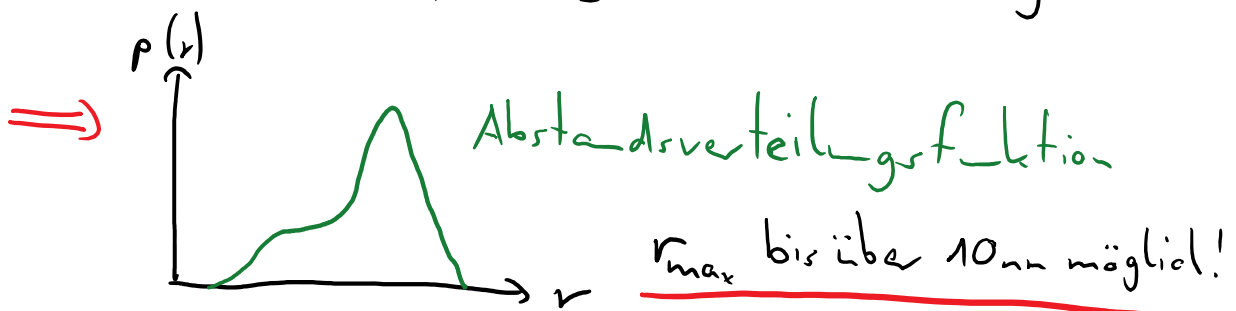 p(r)
Abstandsverteilungsfunktion
r_max bis über 10nm möglich!
r